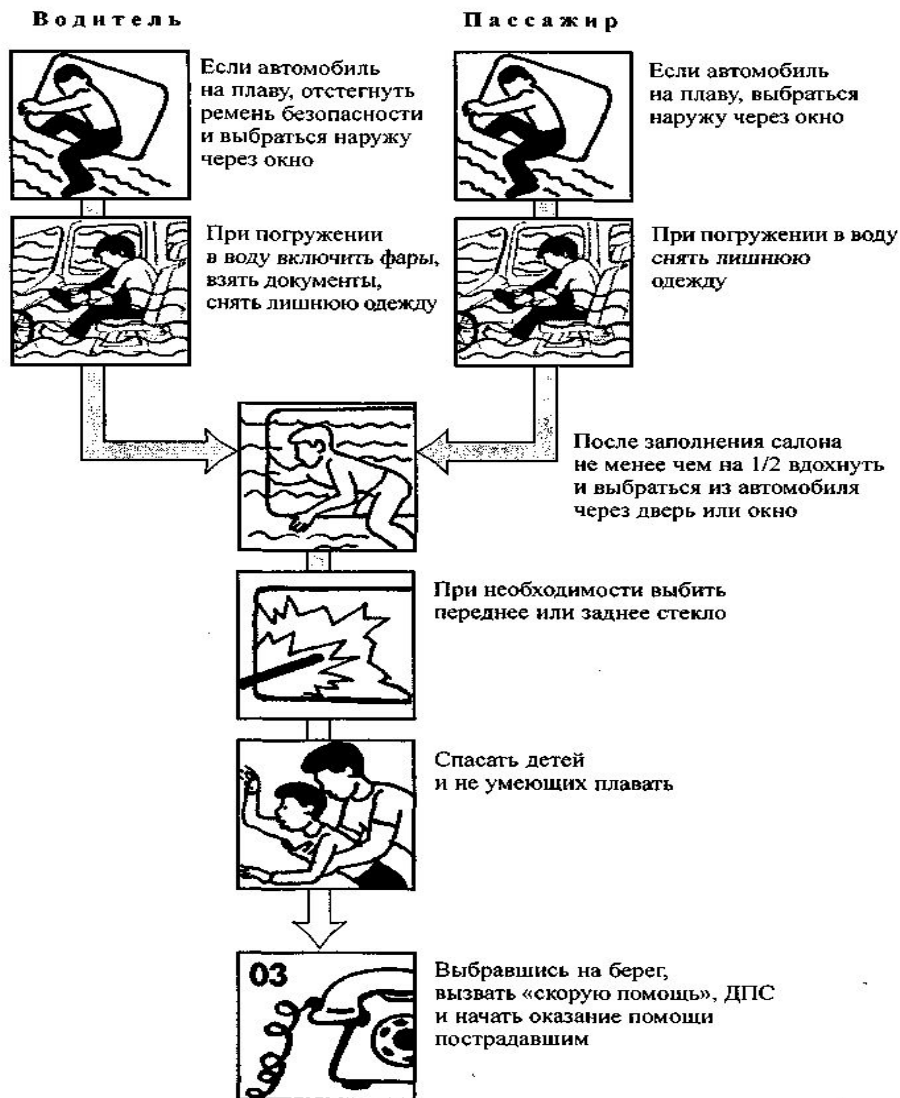 Водитель
Пассажир
Если автомобиль
на плаву, отстегнуть
ремень безопасности
и выбраться наружу
через окно
Если автомобиль
на плаву, выбраться
наружу через окно
При погружении
в воду включить фары,
взять документы,
снять лишнюю одежду
При погружении в воду
снять лишнюю
одежду
После заполнения салона
не менее чем на 1/2 вдохнуть
и выбраться из автомобиля
через дверь или окно
При необходимости выбить
переднее или заднее стекло
Спасать детей
и не умеющих плавать
03
Выбравшись на берег,
вызвать «скорую помощь», ДПС
и начать оказание помощи
пострадавшим